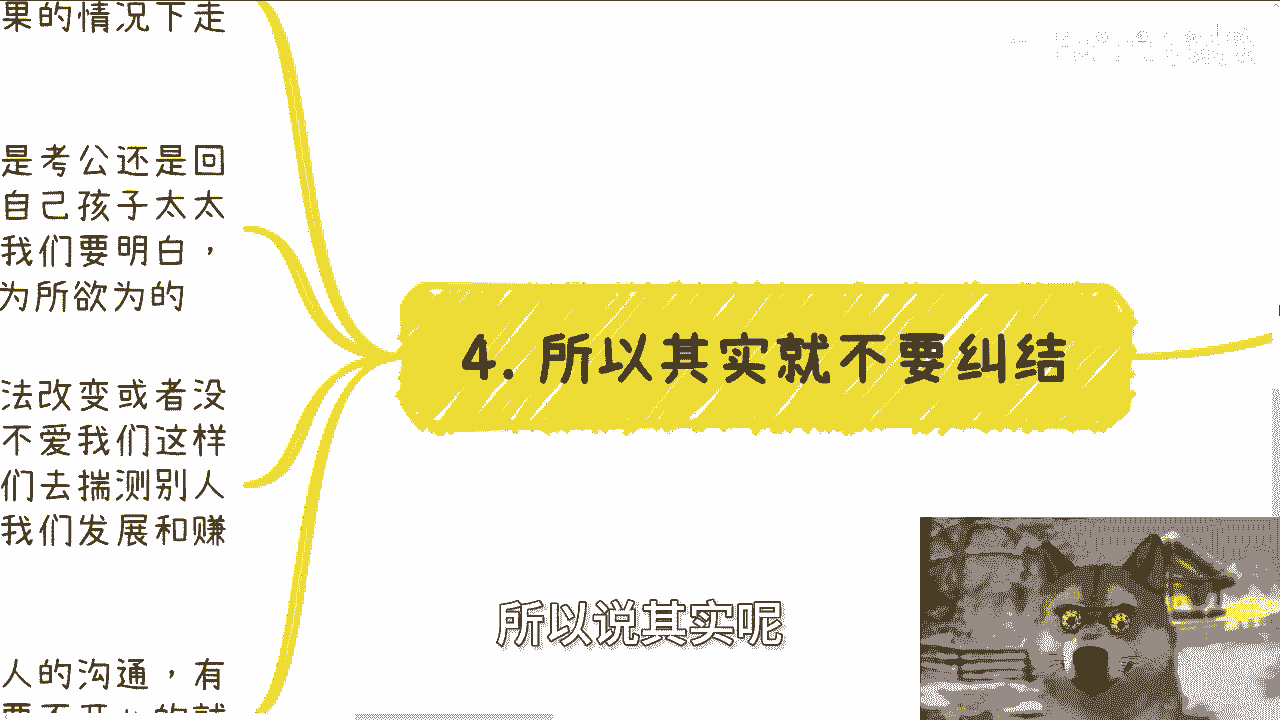 果的情况下走
是考公还是回
自己孩子太太
我们要明白，
为所欲为的
法改变或者没
不爱我们这样
们去揣测别人
我们发展和赚
人的沟通，有
4. 所以其实就不要纠结
所以说其实呢